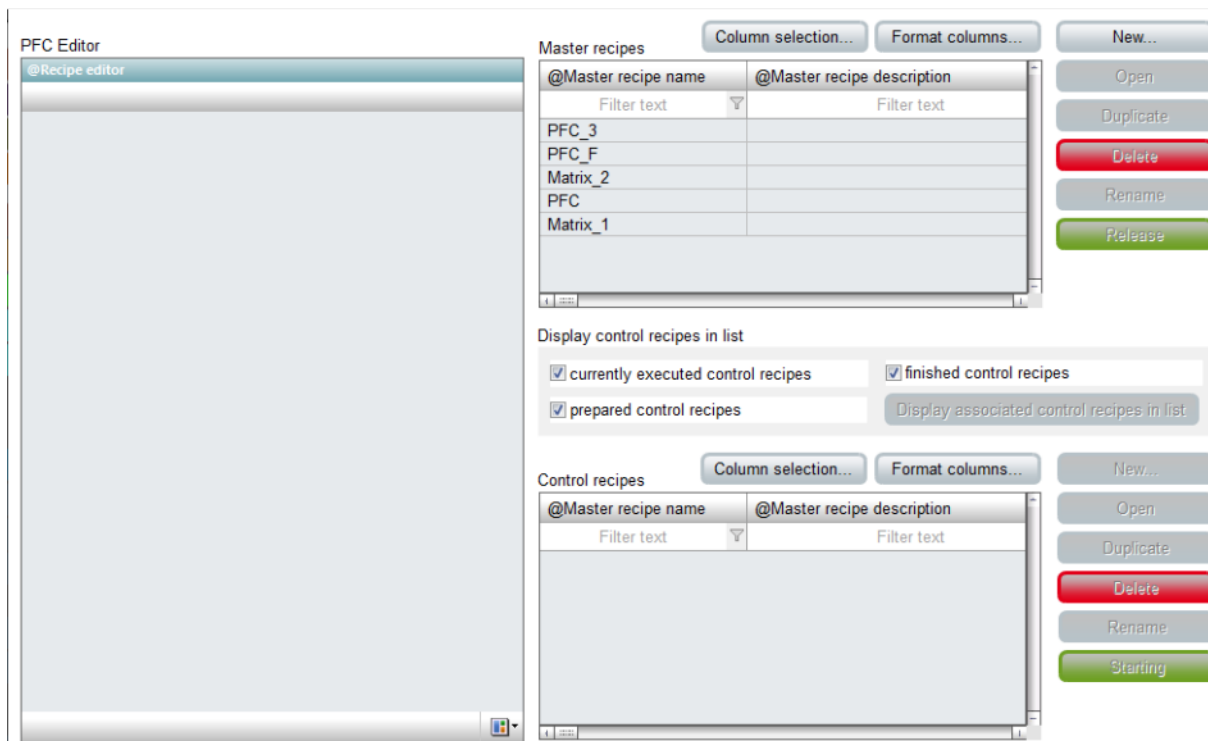 PFC Editor
@Recipe editor
Master recipes
Column selection...
Format columns...
@Master recipe name
@Master recipe description
Filter text
Filter text
PFC_3
PFC_F
Matrix_2
PFC
Matrix_1
New...
Open
Duplicate
Delete
Rename
Release
Display control recipes in list
currently executed control recipes
finished control recipes
prepared control recipes
Display associated control recipes in list
Control recipes
Column selection...
Format columns...
@Master recipe name
@Master recipe description
Filter text
Filter text
New...
Open
Duplicate
Delete
Rename
Starting